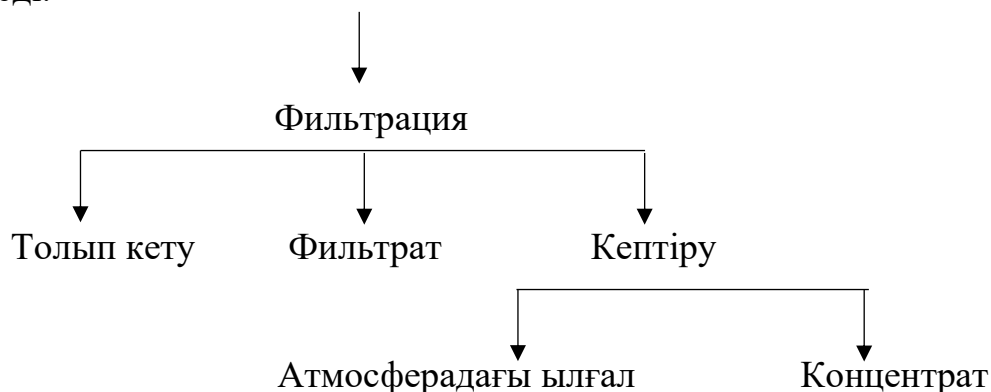 Фильтрация
Толып кету Фильтрат Кептіру
Атмосферадағы ылғал Концентрат